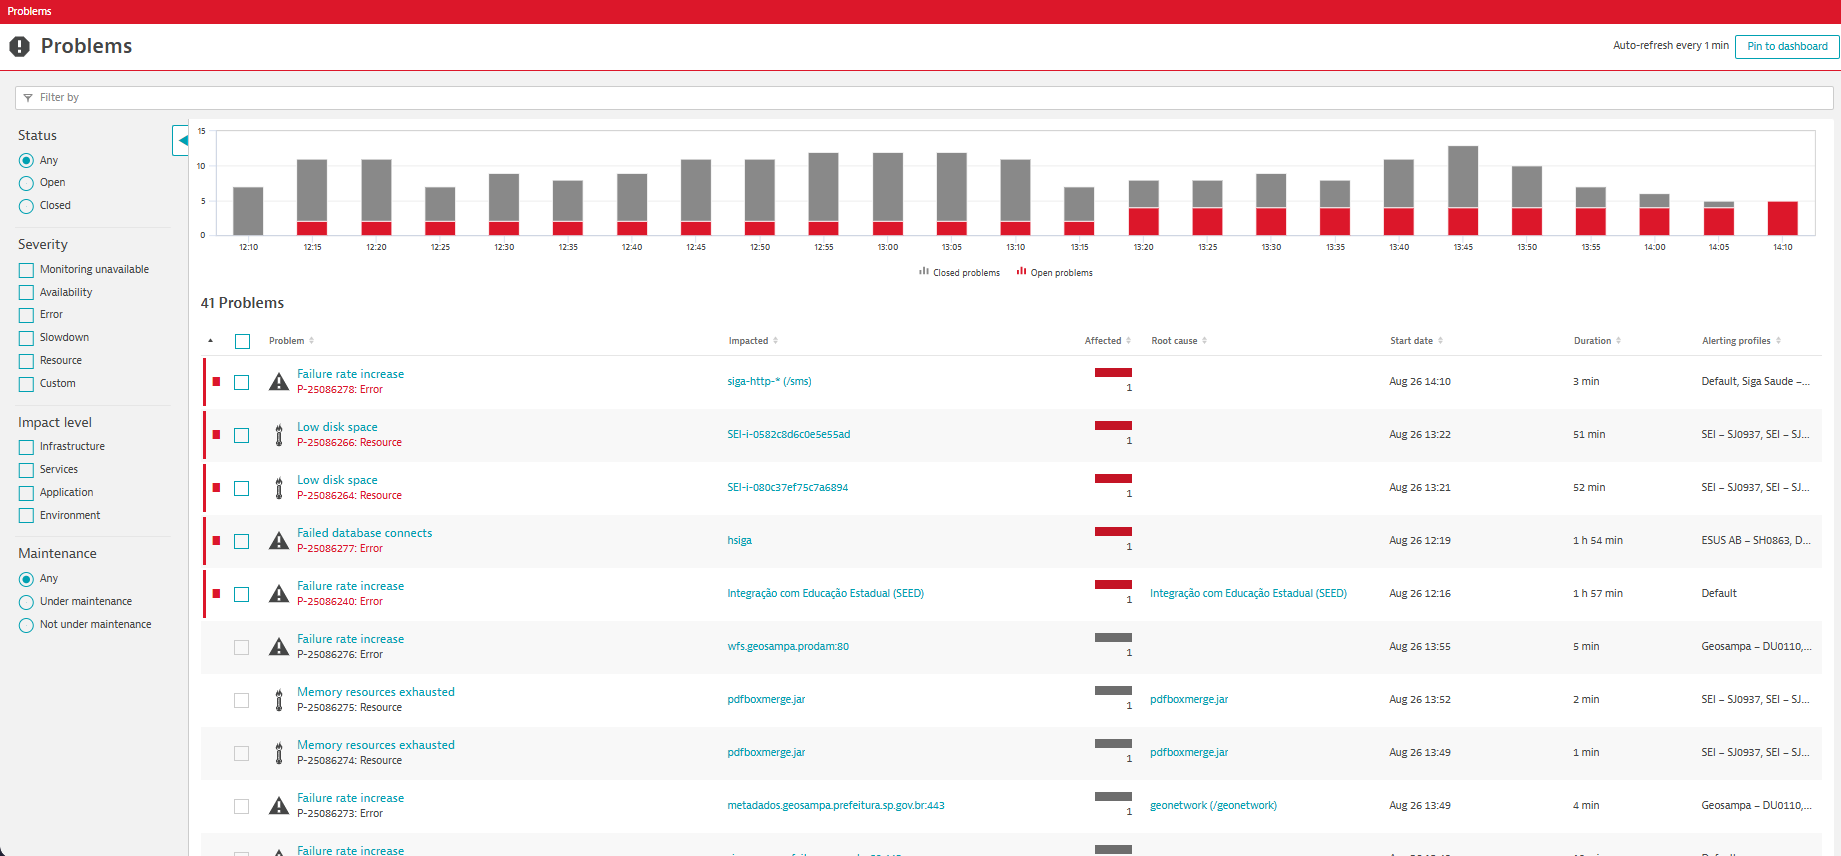 Problems
Problems
Auto-refresh every 1 min
Pin to dashboard
Filter by
Status
Any
Open
Closed
Severity
Monitoring unavailable
Availability
Error
Slowdown
Resource
Custom
Impact level
Infrastructure
Services
Application
Environment
Maintenance
Any
Under maintenance
Not under maintenance
15
10
5
0
12:10 12:15 12:20 12:25 12:30 12:35 12:40 12:45 12:50 12:55 13:00 13:05 13:10 13:15 13:20 13:25 13:30 13:35 13:40 13:45 13:50 13:55 14:00 14:05 14:10
Closed problems Open problems
41 Problems
Problem Impacted Affected Root cause Start date Duration Alerting profiles
Failure rate increase
P-25086278: Error
siga-http-* (/sms) 1 Aug 26 14:10 3 min Default, Siga Saude –...
Low disk space
P-25086266: Resource
SEI-i-0582c8d6c0e5e55ad 1 Aug 26 13:22 51 min SEI – SJ0937, SEI – SJ...
Low disk space
P-25086264: Resource
SEI-i-080c37ef75c7a6894 1 Aug 26 13:21 52 min SEI – SJ0937, SEI – SJ...
Failed database connects
P-25086277: Error
hsiga 1 Aug 26 12:19 1 h 54 min ESUS AB – SH0863, D...
Failure rate increase
P-25086240: Error
Integração com Educação Estadual (SEED) 1 Integração com Educação Estadual (SEED) Aug 26 12:16 1 h 57 min Default
Failure rate increase
P-25086276: Error
wfs.geosampa.prodam:80 1 Aug 26 13:55 5 min Geosampa – DU0110,...
Memory resources exhausted
P-25086275: Resource
pdfboxmerge.jar 1 pdfboxmerge.jar Aug 26 13:52 2 min SEI – SJ0937, SEI – SJ...
Memory resources exhausted
P-25086274: Resource
pdfboxmerge.jar 1 pdfboxmerge.jar Aug 26 13:49 1 min SEI – SJ0937, SEI – SJ...
Failure rate increase
P-25086273: Error
metadados.geosampa.prefeitura.sp.gov.br:443 1 geonetwork (/geonetwork) Aug 26 13:49 4 min Geosampa – DU0110,...
Failure rate increase